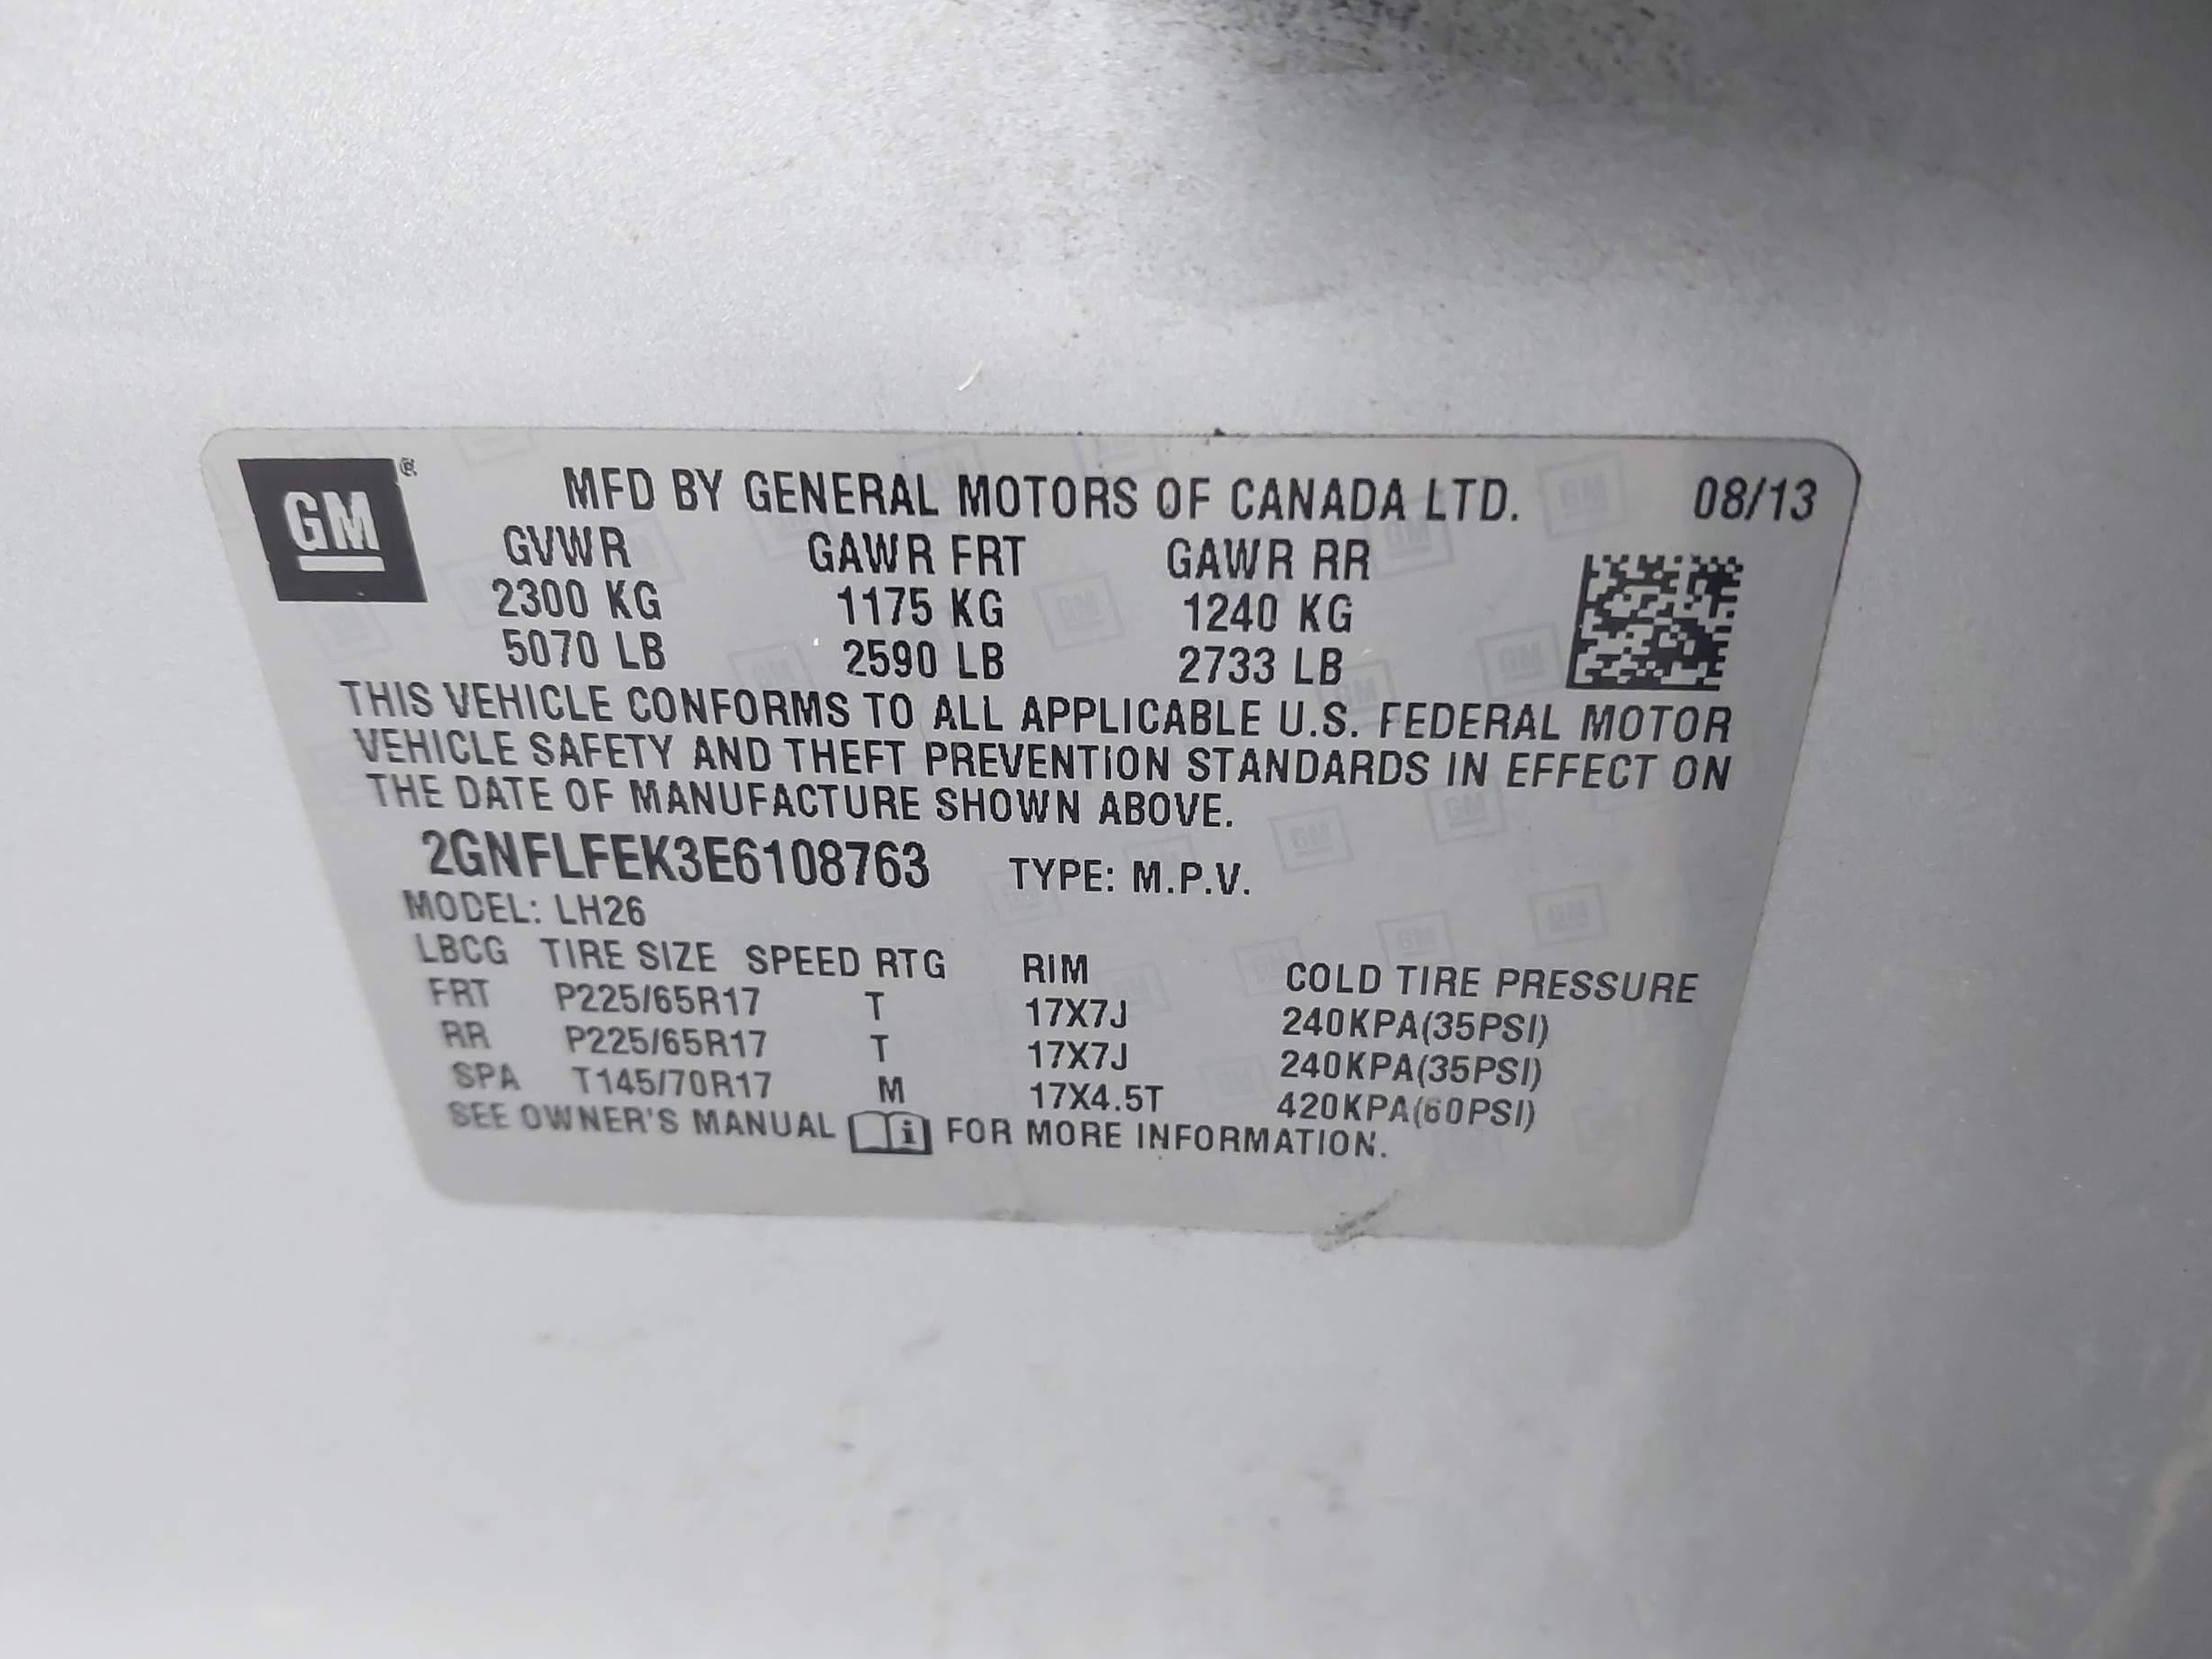 GM ® MFD BY GENERAL MOTORS OF CANADA LTD. 08/13
GVWR GAWR FRT GAWR RR
2300 KG 1175 KG 1240 KG
5070 LB 2590 LB 2733 LB
THIS VEHICLE CONFORMS TO ALL APPLICABLE U.S. FEDERAL MOTOR
VEHICLE SAFETY AND THEFT PREVENTION STANDARDS IN EFFECT ON
THE DATE OF MANUFACTURE SHOWN ABOVE.
2GNFLFEK3E6108763 TYPE: M.P.V.
MODEL: LH26
LBCG TIRE SIZE SPEED RTG RIM COLD TIRE PRESSURE
FRT P225/65R17 T 17X7J 240KPA(35PSI)
RR P225/65R17 T 17X7J 240KPA(35PSI)
SPA T145/70R17 M 17X4.5T 420KPA(60PSI)
SEE OWNER'S MANUAL i FOR MORE INFORMATION.